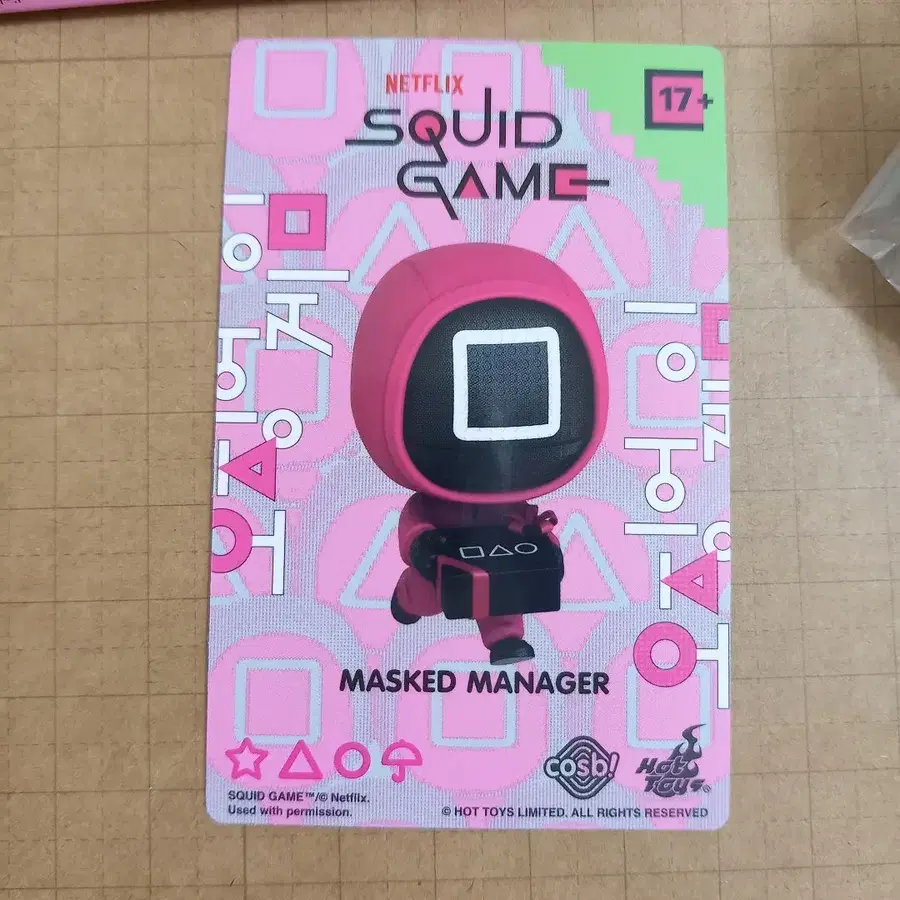 NETFLIX
SQUID
GAME
17+
오징어
게임
오징어
게임
MASKED MANAGER
cosbi
Hot
Toys®
SQUID GAME™/© Netflix.
Used with permission.
© HOT TOYS LIMITED. ALL RIGHTS RESERVED